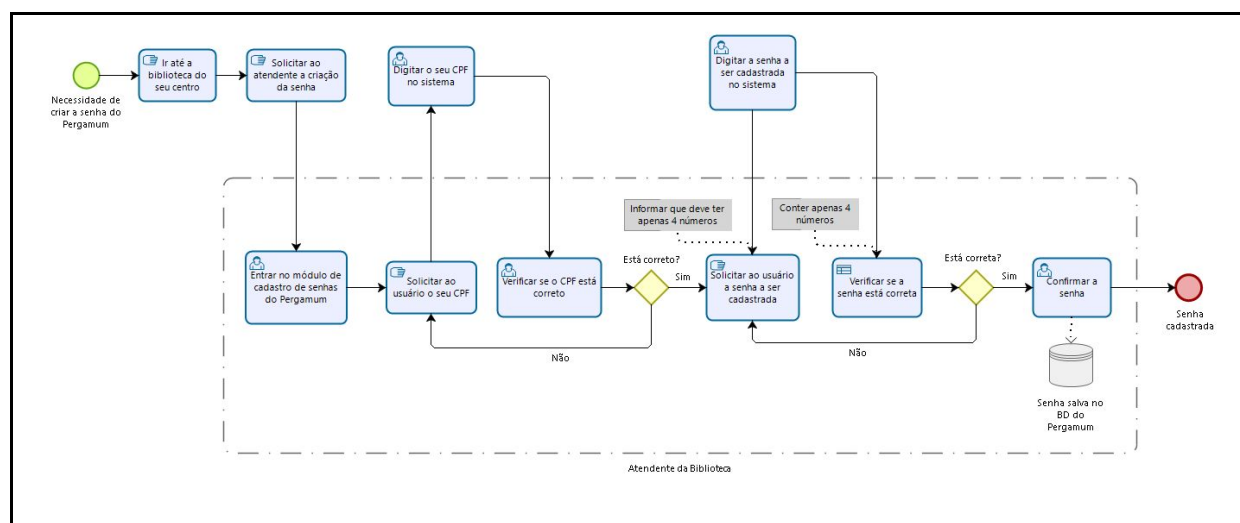 Necessidade de
criar a senha do
Pergamum
Ir até a
biblioteca do
seu centro
Solicitar ao
atendente a criação
da senha
Digitar o seu CPF
no sistema
Digitar a senha a
ser cadastrada
no sistema
Informar que deve ter
apenas 4 números
Conter apenas 4
números
Entrar no módulo de
cadastro de senhas
do Pergamum
Solicitar ao
usuário o seu CPF
Verificar se o CPF está
correto
Está correto?
Sim
Não
Solicitar ao usuário
a senha a ser
cadastrada
Verificar se a
senha está correta
Está correta?
Sim
Não
Confirmar a
senha
Senha
cadastrada
Senha salva no
BD do
Pergamum
Atendente da Biblioteca